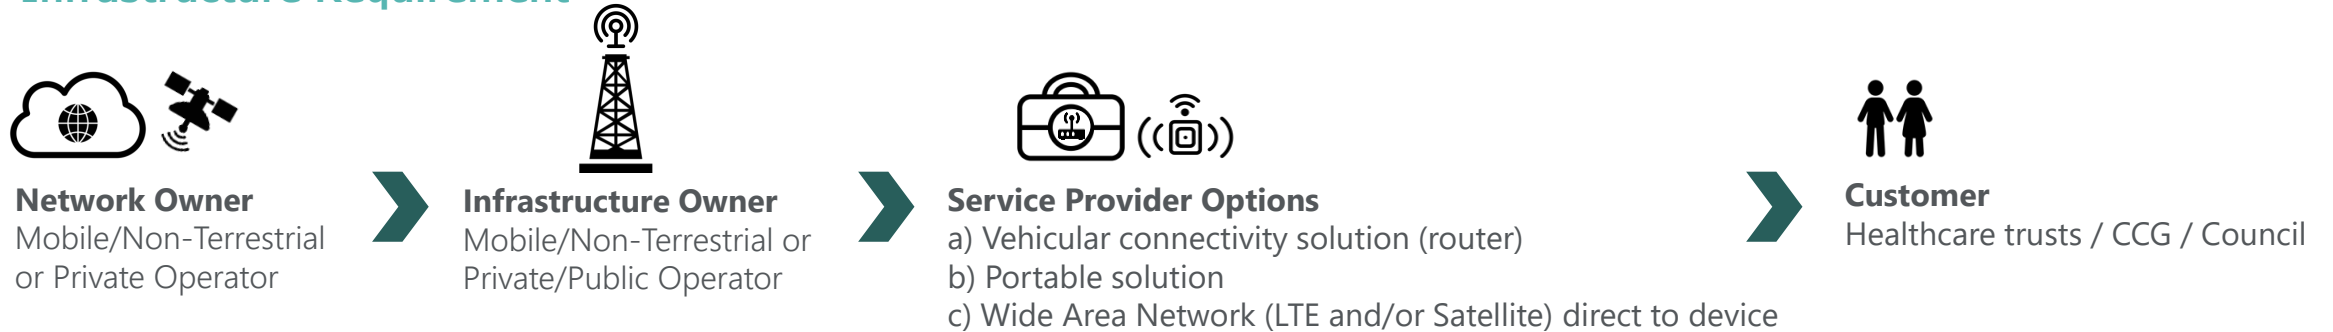 Infrastructure Requirement
Network Owner
Mobile/Non-Terrestrial
or Private Operator
Infrastructure Owner
Mobile/Non-Terrestrial or
Private/Public Operator
Service Provider Options
a) Vehicular connectivity solution (router)
b) Portable solution
c) Wide Area Network (LTE and/or Satellite) direct to device
Customer
Healthcare trusts / CCG / Council